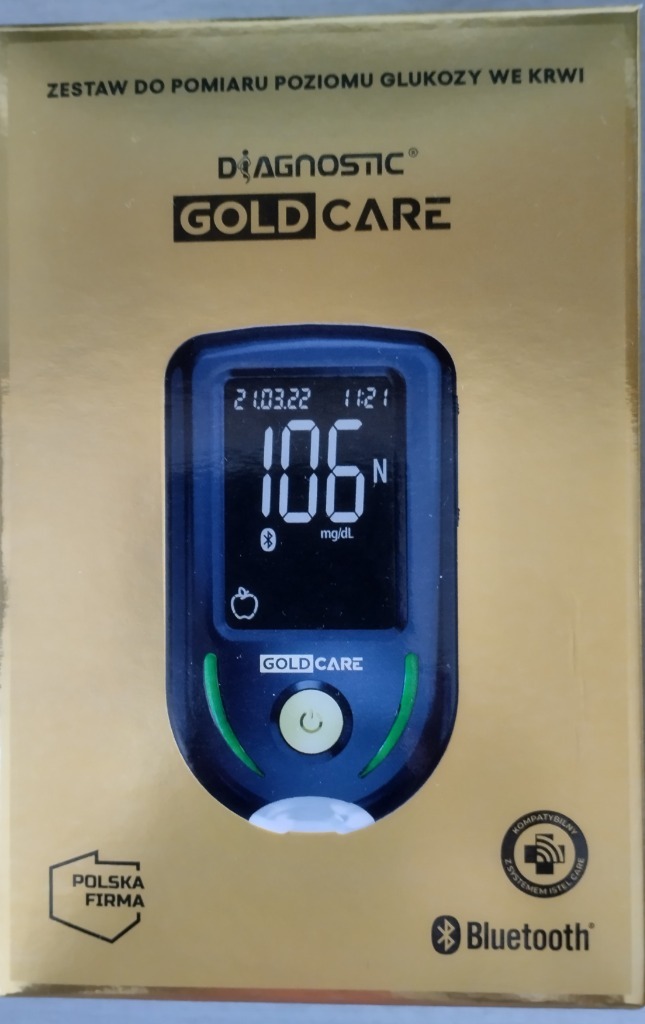 ZESTAW DO POMIARU POZIOMU GLUKOZY WE KRWI
DIAGNOSTIC®
GOLD CARE
21.03.22 11:21
106 N
mg/dL
GOLD CARE
KOMPATYBILNY
Z SYSTEMEM ISTEL CARE
POLSKA
FIRMA
Bluetooth®